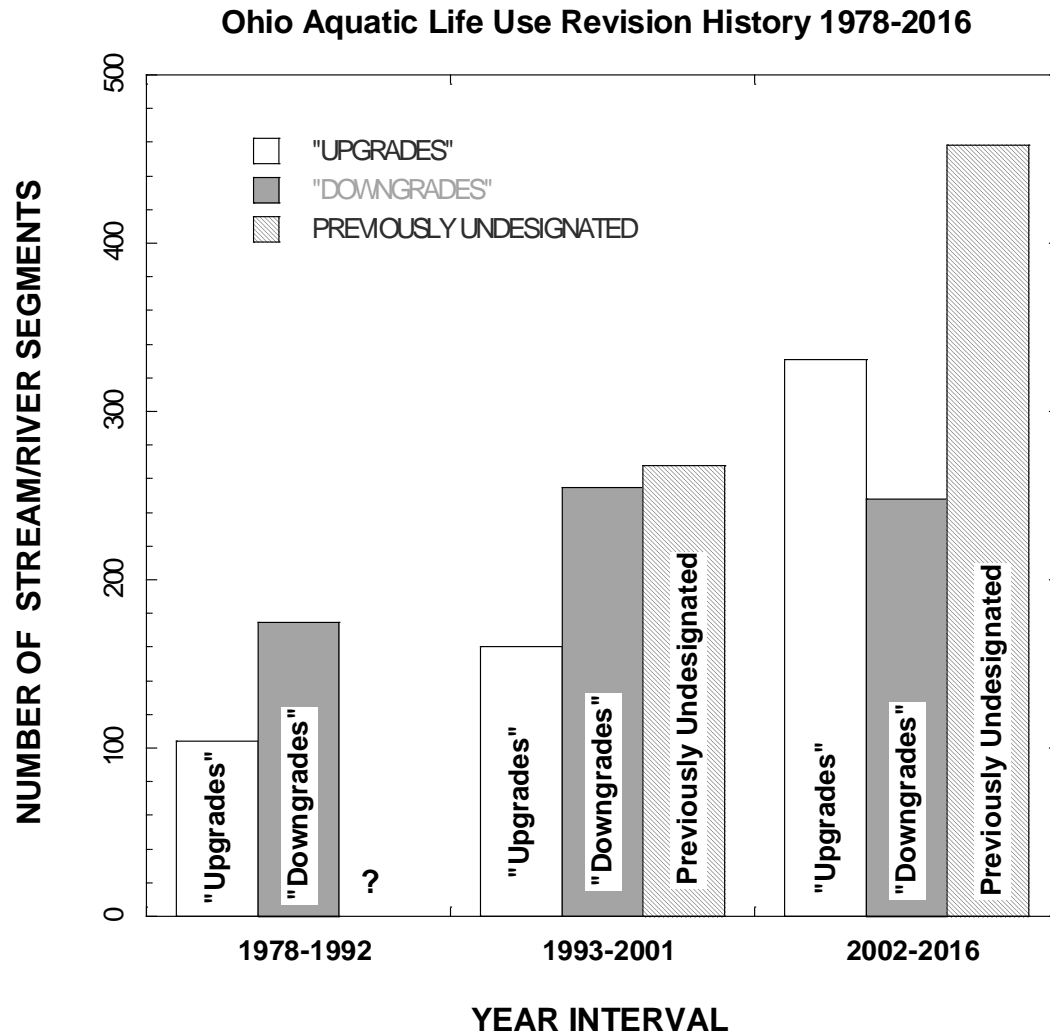 Ohio Aquatic Life Use Revision History 1978-2016
NUMBER OF STREAM/RIVER SEGMENTS
500
400
300
200
100
0
"UPGRADES"
"DOWNGRADES"
PREVIOUSLY UNDESIGNATED
"Upgrades"
"Downgrades"
?
"Upgrades"
"Downgrades"
Previously Undesignated
"Upgrades"
"Downgrades"
Previously Undesignated
1978-1992
1993-2001
2002-2016
YEAR INTERVAL